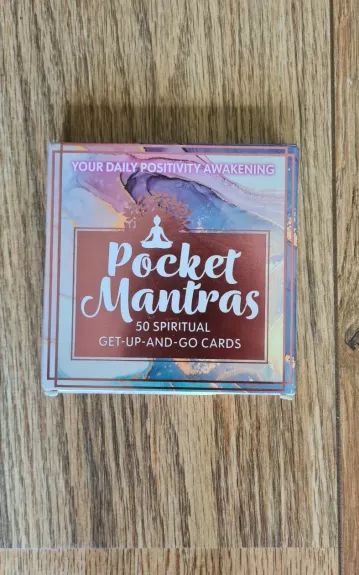 YOUR DAILY POSITIVITY AWAKENING
Pocket
Mantras
50 SPIRITUAL
GET-UP-AND-GO CARDS